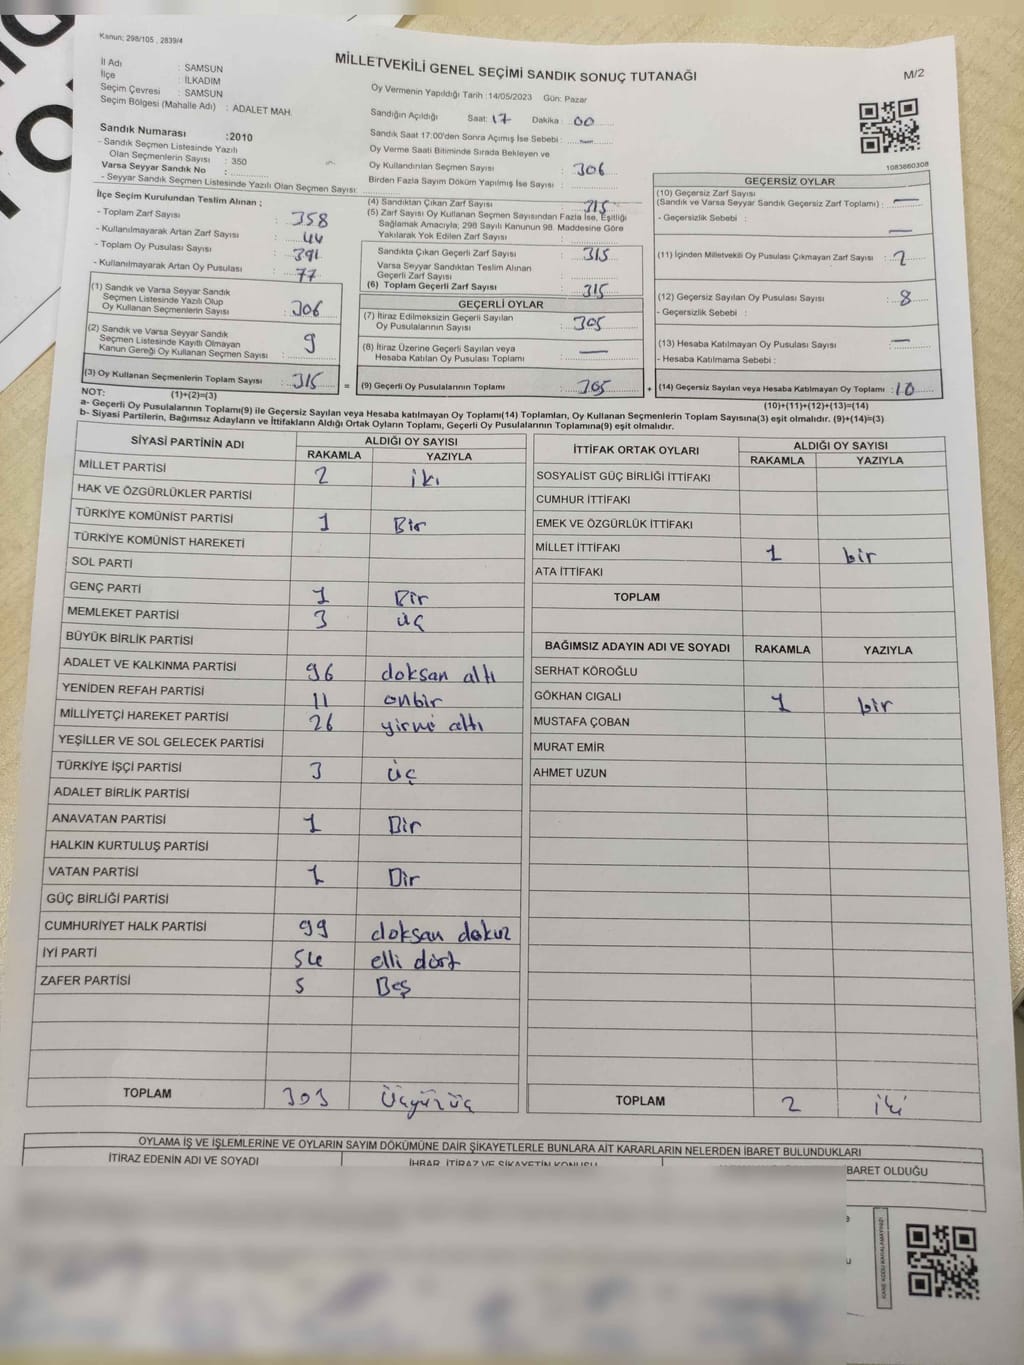 Kanun; 298/105 , 2839/4
MİLLETVEKİLİ GENEL SEÇİMİ SANDIK SONUÇ TUTANAĞI
M/2
İl Adı : SAMSUN
İlçe : İLKADIM
Seçim Çevresi : SAMSUN
Seçim Bölgesi (Mahalle Adı) : ADALET MAH.
Sandık Numarası :2010
- Sandık Seçmen Listesinde Yazılı
Olan Seçmenlerin Sayısı : 350
Varsa Seyyar Sandık No :
- Seyyar Sandık Seçmen Listesinde Yazılı Olan Seçmen Sayısı:
Oy Vermenin Yapıldığı Tarih :14/05/2023 Gün: Pazar
Sandığın Açıldığı Saat: 17 Dakika : 00
Sandık Saat 17:00'den Sonra Açımış İse Sebebi :
Oy Verme Saati Bitiminde Sırada Bekleyen ve
Oy Kullandırılan Seçmen Sayısı : 306
Birden Fazla Sayım Döküm Yapılmış İse Sayısı :
1083660308
İlçe Seçim Kurulundan Teslim Alınan ;
- Toplam Zarf Sayısı : 358
- Kullanılmayarak Artan Zarf Sayısı : 44
- Toplam Oy Pusulası Sayısı : 391
- Kullanılmayarak Artan Oy Pusulası : 77
(1) Sandık ve Varsa Seyyar Sandık
Seçmen Listesinde Yazılı Olup
Oy Kullanan Seçmenlerin Sayısı : 306
(2) Sandık ve Varsa Seyyar Sandık
Seçmen Listesinde Kayıtlı Olmayan
Kanun Gereği Oy Kullanan Seçmen Sayısı : 9
(3) Oy Kullanan Seçmenlerin Toplam Sayısı : 315 =
(1)+(2)=(3)
(4) Sandıktan Çıkan Zarf Sayısı : 315
(5) Zarf Sayısı Oy Kullanan Seçmen Sayısından Fazla İse, Eşitliği
Sağlamak Amacıyla; 298 Sayılı Kanunun 98. Maddesine Göre
Yakılarak Yok Edilen Zarf Sayısı :
Sandıkta Çıkan Geçerli Zarf Sayısı : 315
Varsa Seyyar Sandıktan Teslim Alınan
Geçerli Zarf Sayısı :
(6) Toplam Geçerli Zarf Sayısı : 315
GEÇERLİ OYLAR
(7) İtiraz Edilmeksizin Geçerli Sayılan
Oy Pusulalarının Sayısı : 305
(8) İtiraz Üzerine Geçerli Sayılan veya
Hesaba Katılan Oy Pusulası Toplamı : —
(9) Geçerli Oy Pusulalarının Toplamı : 305 +
GEÇERSİZ OYLAR
(10) Geçersiz Zarf Sayısı
(Sandık ve Varsa Seyyar Sandık Geçersiz Zarf Toplamı) : —
- Geçersizlik Sebebi : —
(11) İçinden Milletvekili Oy Pusulası Çıkmayan Zarf Sayısı : 2
(12) Geçersiz Sayılan Oy Pusulası Sayısı : 8
- Geçersizlik Sebebi :
(13) Hesaba Katılmayan Oy Pusulası Sayısı : —
- Hesaba Katılmama Sebebi :
(14) Geçersiz Sayılan veya Hesaba Katılmayan Oy Toplamı : 10
(10)+(11)+(12)+(13)=(14)
NOT:
a- Geçerli Oy Pusulalarının Toplamı(9) ile Geçersiz Sayılan veya Hesaba katılmayan Oy Toplamı(14) Toplamları, Oy Kullanan Seçmenlerin Toplam Sayısına(3) eşit olmalıdır. (9)+(14)=(3)
b- Siyasi Partilerin, Bağımsız Adayların ve İttifakların Aldığı Ortak Oyların Toplamı, Geçerli Oy Pusulalarının Toplamına(9) eşit olmalıdır.
SİYASİ PARTİNİN ADI ALDIĞI OY SAYISI
RAKAMLA YAZIYLA
MİLLET PARTİSİ 2 iki
HAK VE ÖZGÜRLÜKLER PARTİSİ
TÜRKİYE KOMÜNİST PARTİSİ 1 Bir
TÜRKİYE KOMÜNİST HAREKETİ
SOL PARTİ
GENÇ PARTİ 1 Bir
MEMLEKET PARTİSİ 3 üç
BÜYÜK BİRLİK PARTİSİ
ADALET VE KALKINMA PARTİSİ 96 doksan altı
YENİDEN REFAH PARTİSİ 11 onbir
MİLLİYETÇİ HAREKET PARTİSİ 26 yirmi altı
YEŞİLLER VE SOL GELECEK PARTİSİ
TÜRKİYE İŞÇİ PARTİSİ 3 üç
ADALET BİRLİK PARTİSİ
ANAVATAN PARTİSİ 1 Bir
HALKIN KURTULUŞ PARTİSİ
VATAN PARTİSİ 1 Bir
GÜÇ BİRLİĞİ PARTİSİ
CUMHURİYET HALK PARTİSİ 99 doksan dokuz
İYİ PARTİ 54 elli dört
ZAFER PARTİSİ 5 Beş
TOPLAM 303 Üçyüzüç
İTTİFAK ORTAK OYLARI ALDIĞI OY SAYISI
RAKAMLA YAZIYLA
SOSYALİST GÜÇ BİRLİĞİ İTTİFAKI
CUMHUR İTTİFAKI
EMEK VE ÖZGÜRLÜK İTTİFAKI
MİLLET İTTİFAKI 1 bir
ATA İTTİFAKI
TOPLAM
BAĞIMSIZ ADAYIN ADI VE SOYADI RAKAMLA YAZIYLA
SERHAT KÖROĞLU
GÖKHAN CIGALI 1 bir
MUSTAFA ÇOBAN
MURAT EMİR
AHMET UZUN
TOPLAM 2 iki
OYLAMA İŞ VE İŞLEMLERİNE VE OYLARIN SAYIM DÖKÜMÜNE DAİR ŞİKAYETLERLE BUNLARA AİT KARARLARIN NELERDEN İBARET BULUNDUKLARI
İTİRAZ EDENİN ADI VE SOYADI İHBAR, İTİRAZ VE ŞİKAYETİN KONUSU BARET OLDUĞU